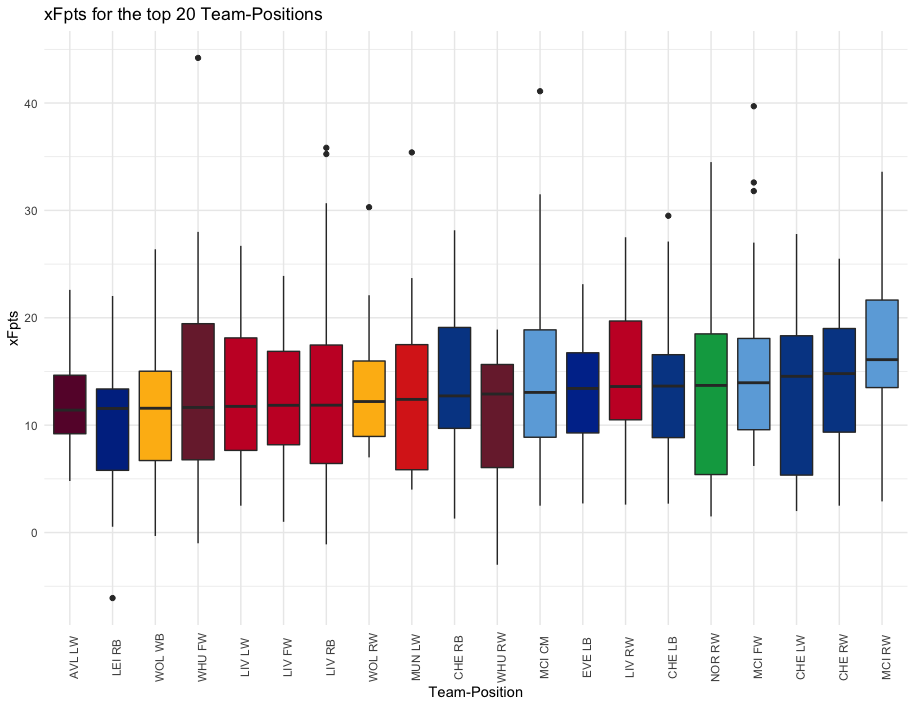 xFpts for the top 20 Team-Positions
xFpts
40
30
20
10
0
AVL LW
LEI RB
WOL WB
WHU FW
LIV LW
LIV FW
LIV RB
WOL RW
MUN LW
CHE RB
WHU RW
MCI CM
EVE LB
LIV RW
CHE LB
NOR RW
MCI FW
CHE LW
CHE RW
MCI RW
Team-Position